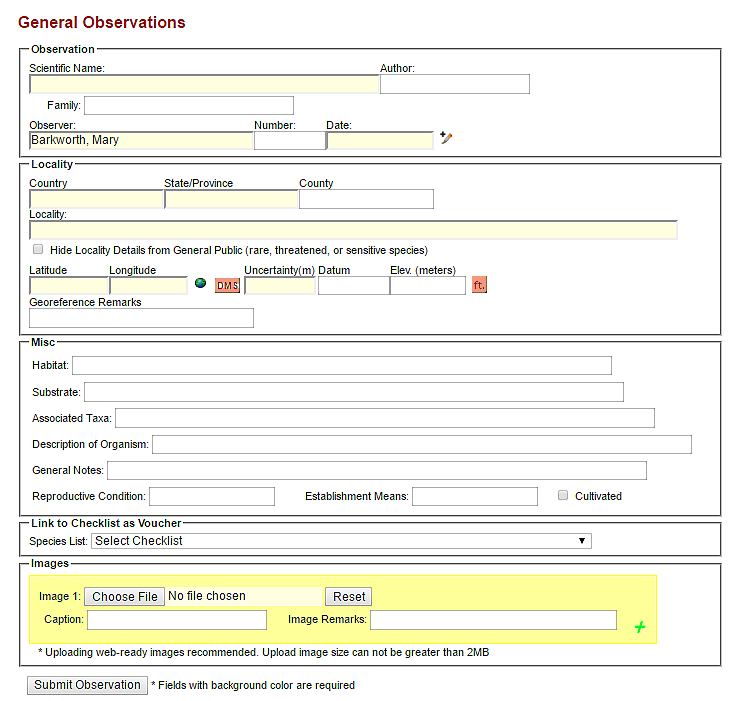 General Observations
Observation
Scientific Name: Author:
Family:
Observer: Number: Date:
Barkworth, Mary
Locality
Country State/Province County
Locality:
Hide Locality Details from General Public (rare, threatened, or sensitive species)
Latitude Longitude Uncertainty(m) Datum Elev. (meters)
DMS ft.
Georeference Remarks
Misc
Habitat:
Substrate:
Associated Taxa:
Description of Organism:
General Notes:
Reproductive Condition: Establishment Means: Cultivated
Link to Checklist as Voucher
Species List: Select Checklist
Images
Image 1: Choose File No file chosen Reset
Caption: Image Remarks:
* Uploading web-ready images recommended. Upload image size can not be greater than 2MB
Submit Observation * Fields with background color are required